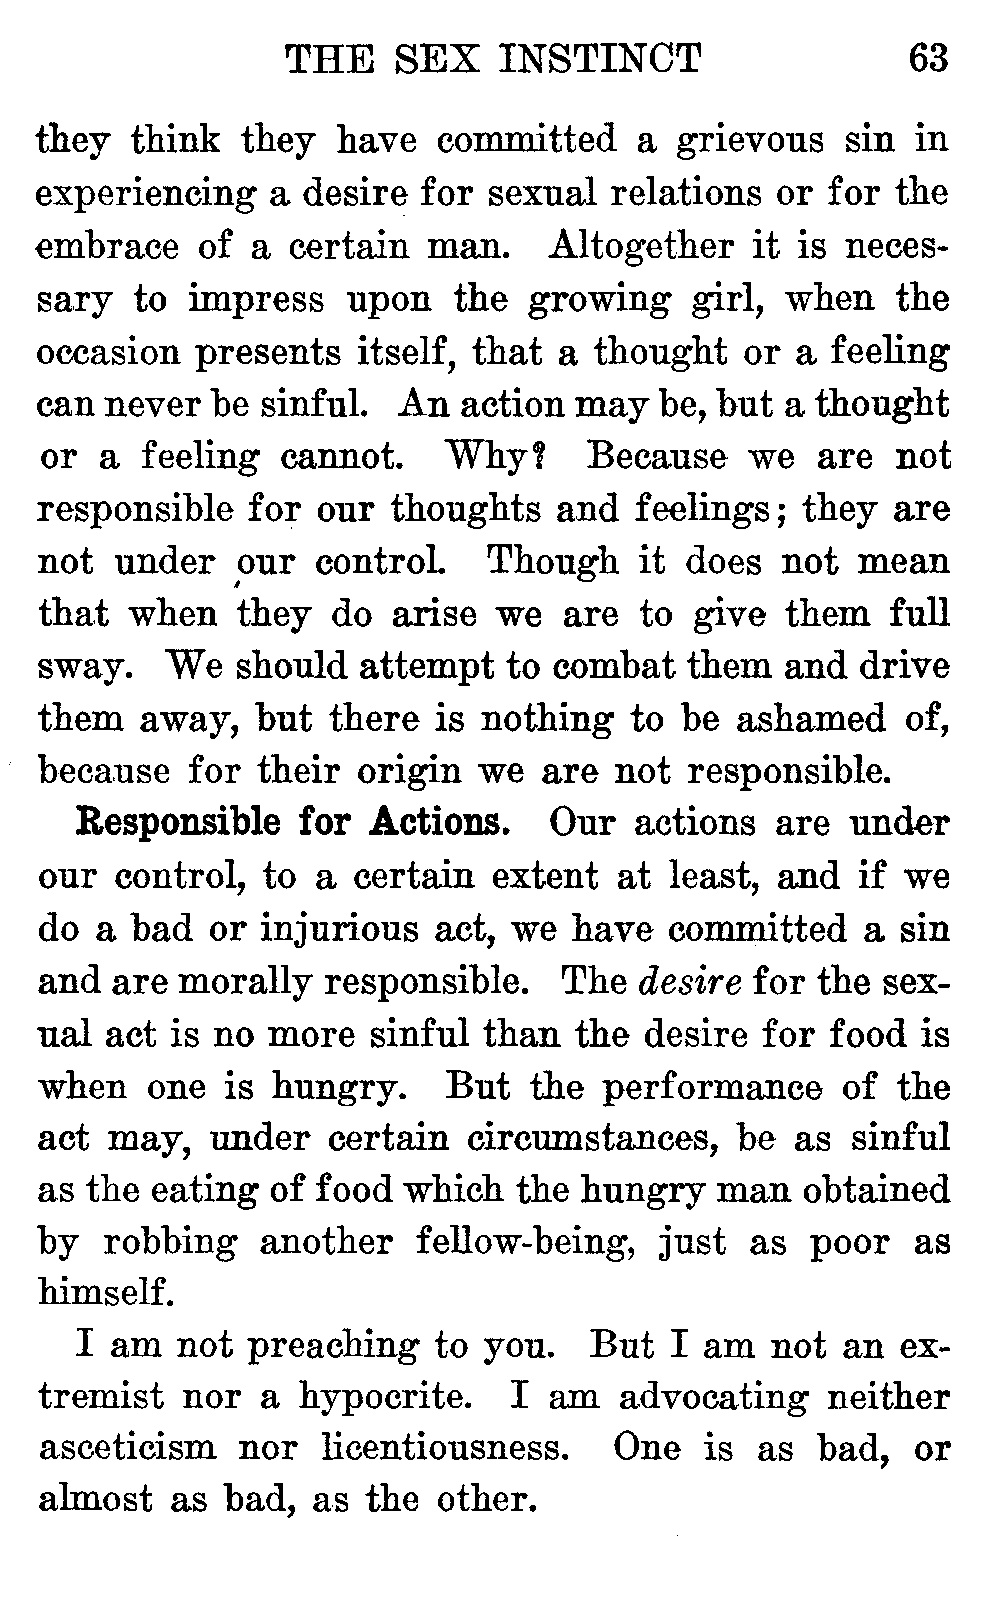 THE SEX INSTINCT 63
they think they have committed a grievous sin in
experiencing a desire for sexual relations or for the
embrace of a certain man. Altogether it is neces-
sary to impress upon the growing girl, when the
occasion presents itself, that a thought or a feeling
can never be sinful. An action may be, but a thought
or a feeling cannot. Why? Because we are not
responsible for our thoughts and feelings; they are
not under our control. Though it does not mean
that when they do arise we are to give them full
sway. We should attempt to combat them and drive
them away, but there is nothing to be ashamed of,
because for their origin we are not responsible.
Responsible for Actions. Our actions are under
our control, to a certain extent at least, and if we
do a bad or injurious act, we have committed a sin
and are morally responsible. The desire for the sex-
ual act is no more sinful than the desire for food is
when one is hungry. But the performance of the
act may, under certain circumstances, be as sinful
as the eating of food which the hungry man obtained
by robbing another fellow-being, just as poor as
himself.
I am not preaching to you. But I am not an ex-
tremist nor a hypocrite. I am advocating neither
asceticism nor licentiousness. One is as bad, or
almost as bad, as the other.